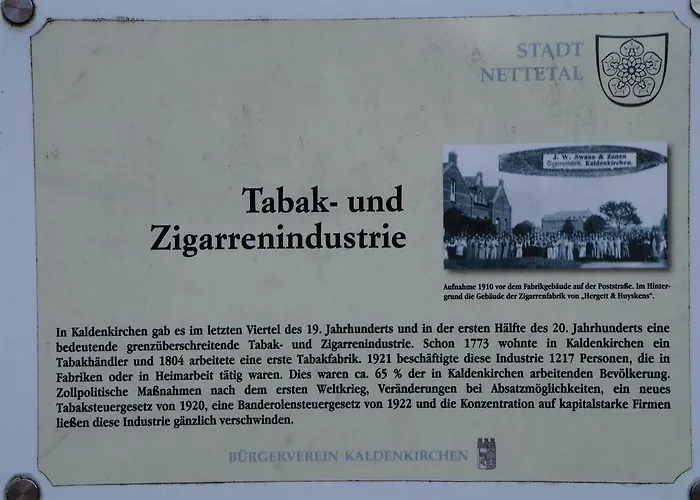 STADT
NETTETAL
J. W. Swane & Zonen
Zigarrenfabrik, Kaldenkirchen.
Tabak- und
Zigarrenindustrie
Aufnahme 1910 vor dem Fabrikgebäude auf der Poststraße. Im Hinter-
grund die Gebäude der Zigarrenfabrik von „Hergett & Huyskens".
In Kaldenkirchen gab es im letzten Viertel des 19. Jahrhunderts und in der ersten Hälfte des 20. Jahrhunderts eine
bedeutende grenzüberschreitende Tabak- und Zigarrenindustrie. Schon 1773 wohnte in Kaldenkirchen ein
Tabakhändler und 1804 arbeitete eine erste Tabakfabrik. 1921 beschäftigte diese Industrie 1217 Personen, die in
Fabriken oder in Heimarbeit tätig waren. Dies waren ca. 65 % der in Kaldenkirchen arbeitenden Bevölkerung.
Zollpolitische Maßnahmen nach dem ersten Weltkrieg, Veränderungen bei Absatzmöglichkeiten, ein neues
Tabaksteuergesetz von 1920, eine Banderolensteuergesetz von 1922 und die Konzentration auf kapitalstarke Firmen
ließen diese Industrie gänzlich verschwinden.
BÜRGERVEREIN KALDENKIRCHEN